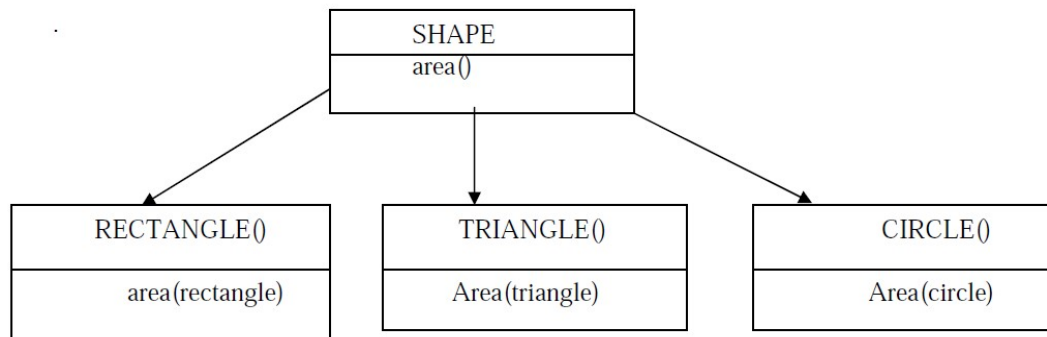 .
SHAPE
area()
RECTANGLE()
area(rectangle)
TRIANGLE()
Area(triangle)
CIRCLE()
Area(circle)